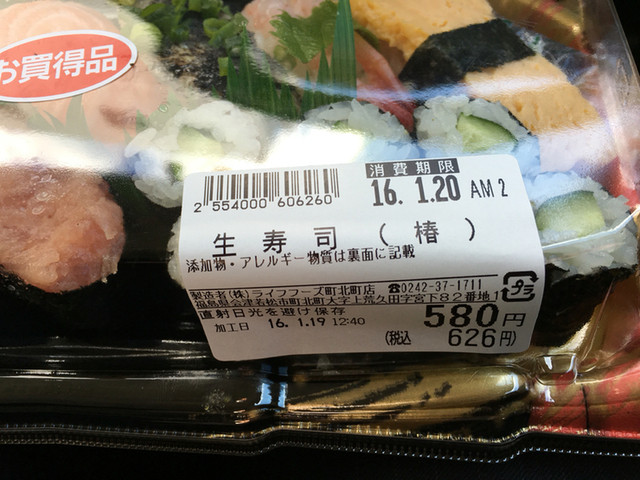 お買得品
消費期限
16. 1.20 AM 2
2 554000 606260
生寿司(椿)
添加物・アレルギー物質は裏面に記載
製造者(株)ライフフーズ町北町店 ☎0242-37-1711
福島県会津若松市町北町大字上荒久田字宮下82番地1
直射日光を避け保存
加工日 16. 1.19 12:40
プラ
580円
(税込 626円)